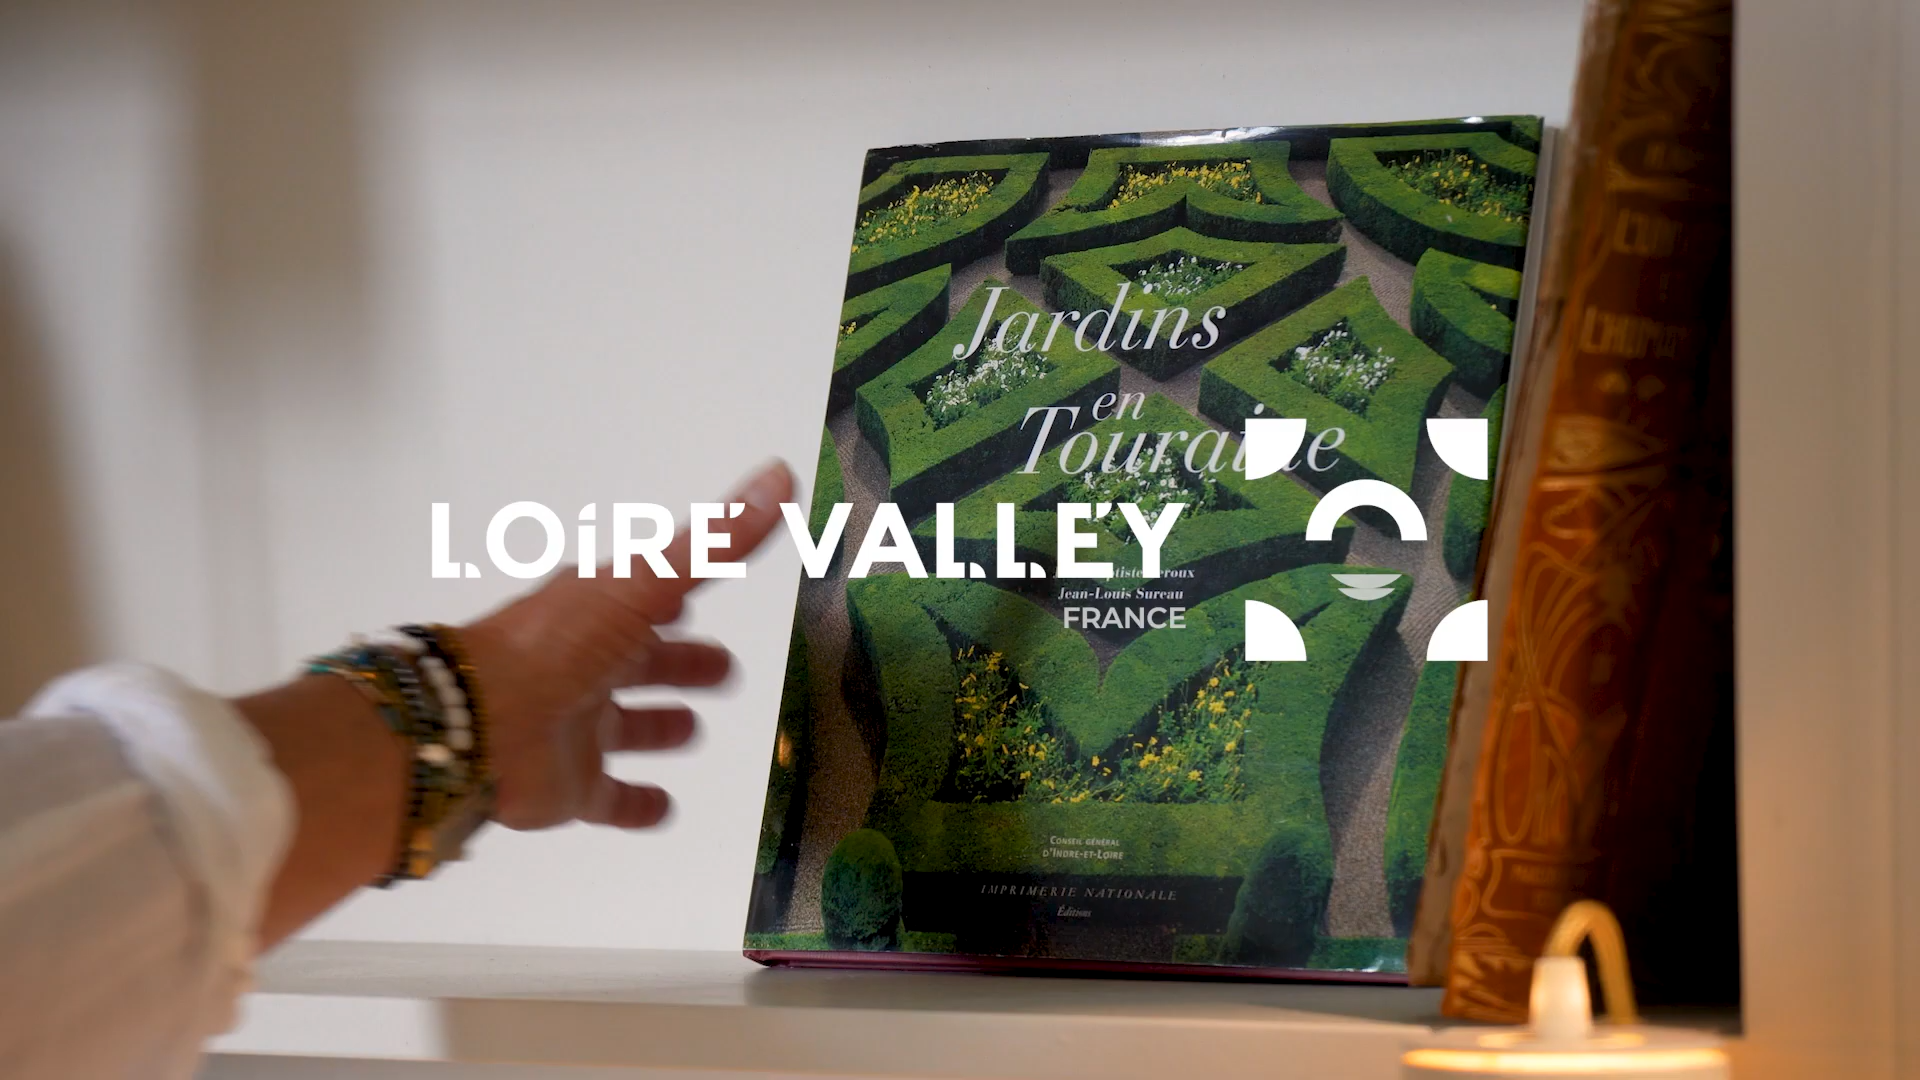 Jardins
en
Touraine
LOIRE VALLEY
Jean-Louis Sureau
FRANCE
CONSEIL GÉNÉRAL
D'INDRE-ET-LOIRE
IMPRIMERIE NATIONALE
Éditions